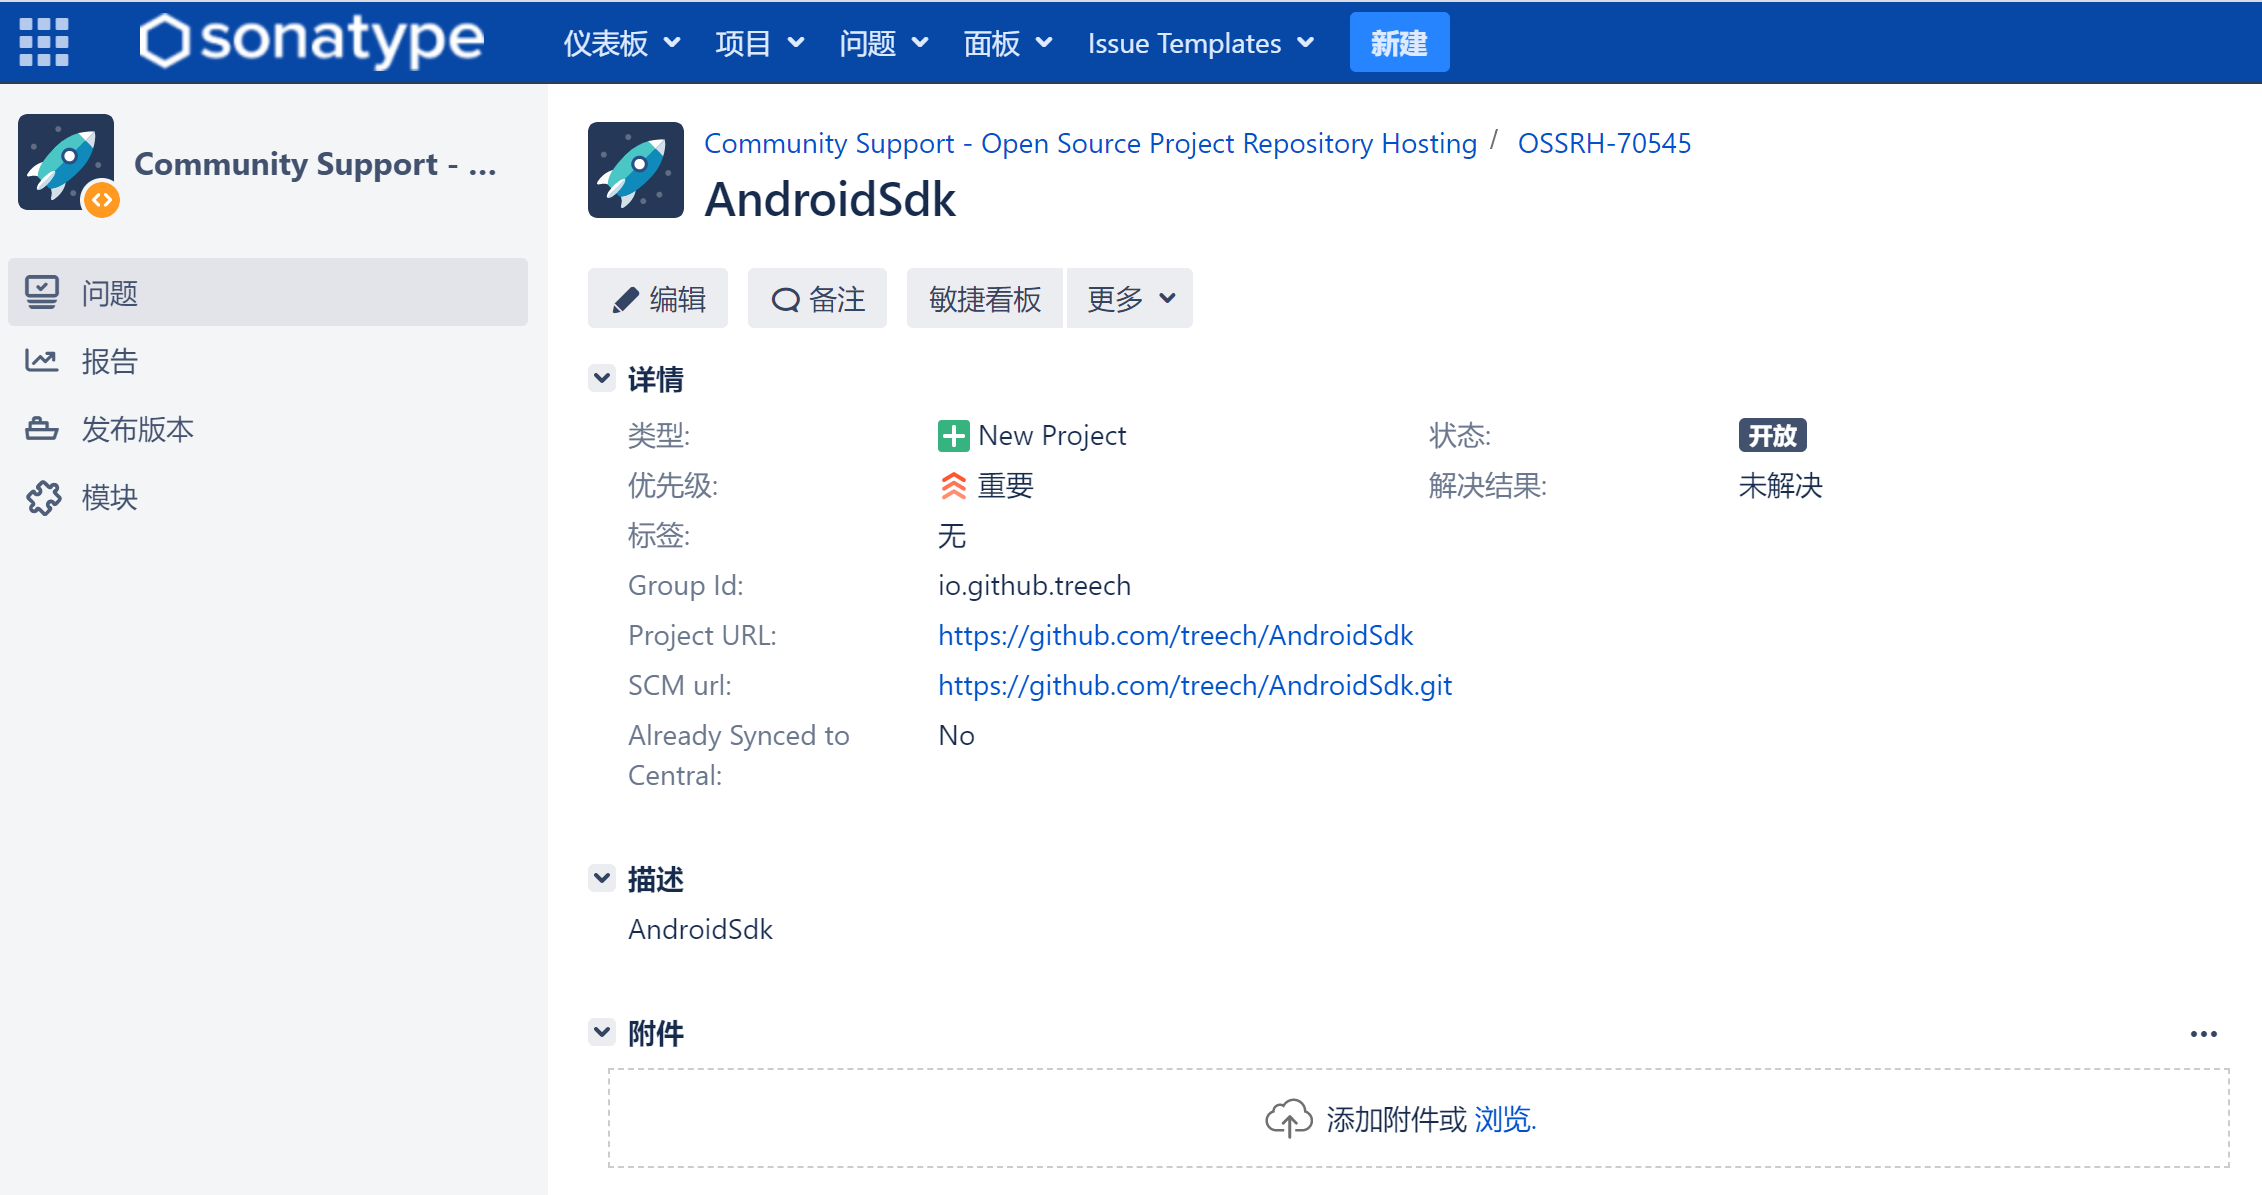 sonatype 仪表板 项目 问题 面板 Issue Templates 新建
Community Support - ...
问题
报告
发布版本
模块
Community Support - Open Source Project Repository Hosting / OSSRH-70545
AndroidSdk
编辑 备注 敏捷看板 更多
详情
类型: New Project 状态: 开放
优先级: 重要 解决结果: 未解决
标签: 无
Group Id: io.github.treech
Project URL: https://github.com/treech/AndroidSdk
SCM url: https://github.com/treech/AndroidSdk.git
Already Synced to No
Central:
描述
AndroidSdk
附件
添加附件或 浏览.